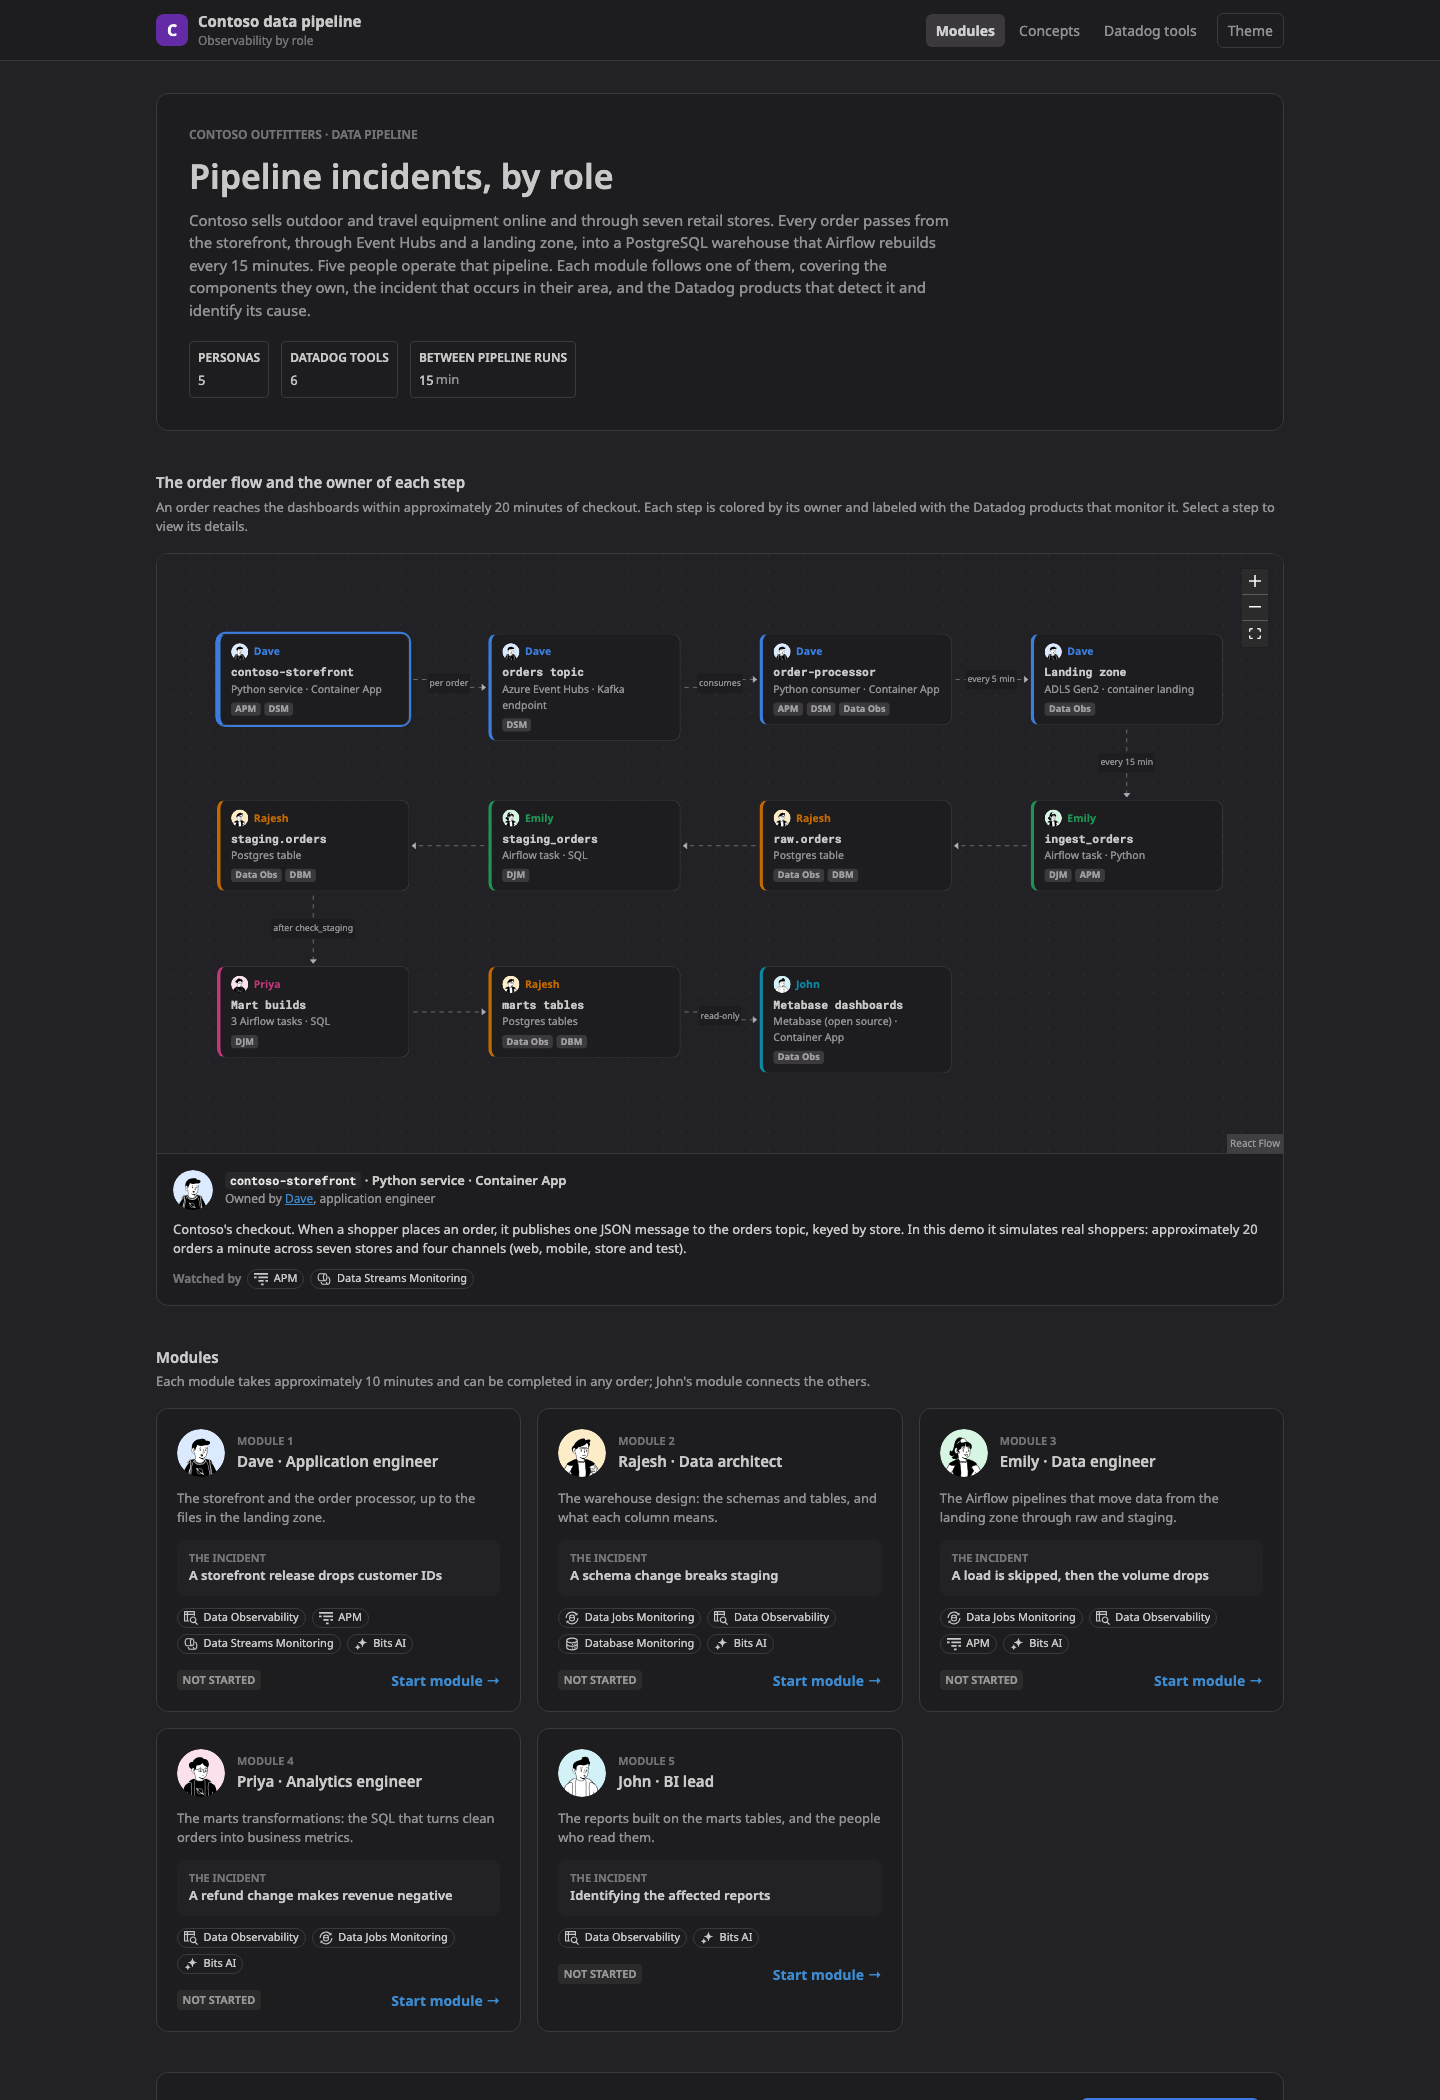 C
Contoso data pipeline
Observability by role
Modules
Concepts
Datadog tools
Theme
CONTOSO OUTFITTERS · DATA PIPELINE
Pipeline incidents, by role
Contoso sells outdoor and travel equipment online and through seven retail stores. Every order passes from
the storefront, through Event Hubs and a landing zone, into a PostgreSQL warehouse that Airflow rebuilds
every 15 minutes. Five people operate that pipeline. Each module follows one of them, covering the
components they own, the incident that occurs in their area, and the Datadog products that detect it and
identify its cause.
PERSONAS
5
DATADOG TOOLS
6
BETWEEN PIPELINE RUNS
15 min
The order flow and the owner of each step
An order reaches the dashboards within approximately 20 minutes of checkout. Each step is colored by its owner and labeled with the Datadog products that monitor it. Select a step to
view its details.
Dave
contoso-storefront
Python service · Container App
APM DSM
per order
Dave
orders topic
Azure Event Hubs · Kafka
endpoint
DSM
consumes
Dave
order-processor
Python consumer · Container App
APM DSM Data Obs
every 5 min
Dave
Landing zone
ADLS Gen2 · container landing
Data Obs
every 15 min
Rajesh
staging.orders
Postgres table
Data Obs DBM
Emily
staging_orders
Airflow task · SQL
DJM
Rajesh
raw.orders
Postgres table
Data Obs DBM
Emily
ingest_orders
Airflow task · Python
DJM APM
after check_staging
Priya
Mart builds
3 Airflow tasks · SQL
DJM
Rajesh
marts tables
Postgres tables
Data Obs DBM
read-only
John
Metabase dashboards
Metabase (open source) ·
Container App
Data Obs
React Flow
contoso-storefront · Python service · Container App
Owned by Dave, application engineer
Contoso's checkout. When a shopper places an order, it publishes one JSON message to the orders topic, keyed by store. In this demo it simulates real shoppers: approximately 20
orders a minute across seven stores and four channels (web, mobile, store and test).
Watched by APM Data Streams Monitoring
Modules
Each module takes approximately 10 minutes and can be completed in any order; John's module connects the others.
MODULE 1
Dave · Application engineer
The storefront and the order processor, up to the
files in the landing zone.
THE INCIDENT
A storefront release drops customer IDs
Data Observability APM
Data Streams Monitoring Bits AI
NOT STARTED
Start module →
MODULE 2
Rajesh · Data architect
The warehouse design: the schemas and tables, and
what each column means.
THE INCIDENT
A schema change breaks staging
Data Jobs Monitoring Data Observability
Database Monitoring Bits AI
NOT STARTED
Start module →
MODULE 3
Emily · Data engineer
The Airflow pipelines that move data from the
landing zone through raw and staging.
THE INCIDENT
A load is skipped, then the volume drops
Data Jobs Monitoring Data Observability
APM Bits AI
NOT STARTED
Start module →
MODULE 4
Priya · Analytics engineer
The marts transformations: the SQL that turns clean
orders into business metrics.
THE INCIDENT
A refund change makes revenue negative
Data Observability Data Jobs Monitoring
Bits AI
NOT STARTED
Start module →
MODULE 5
John · BI lead
The reports built on the marts tables, and the people
who read them.
THE INCIDENT
Identifying the affected reports
Data Observability Bits AI
NOT STARTED
Start module →